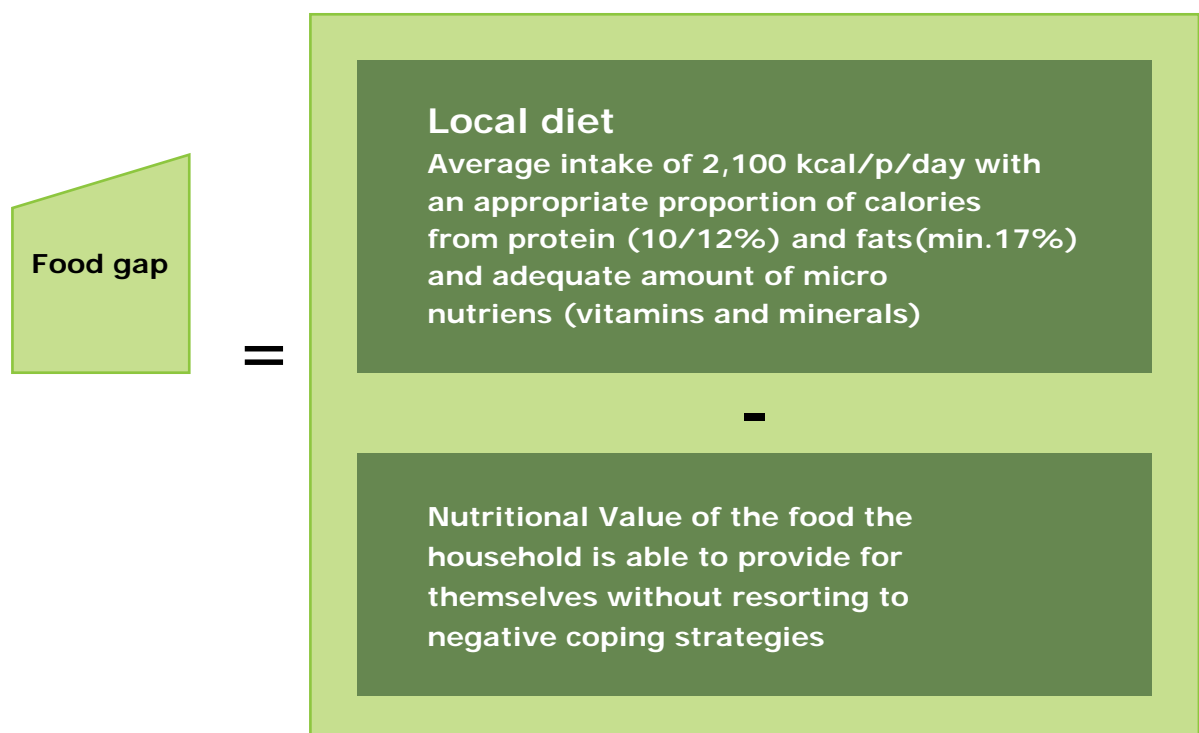 Local diet
Average intake of 2,100 kcal/p/day with
an appropriate proportion of calories
from protein (10/12%) and fats(min.17%)
and adequate amount of micro
nutriens (vitamins and minerals)
Food gap
=
-
Nutritional Value of the food the
household is able to provide for
themselves without resorting to
negative coping strategies